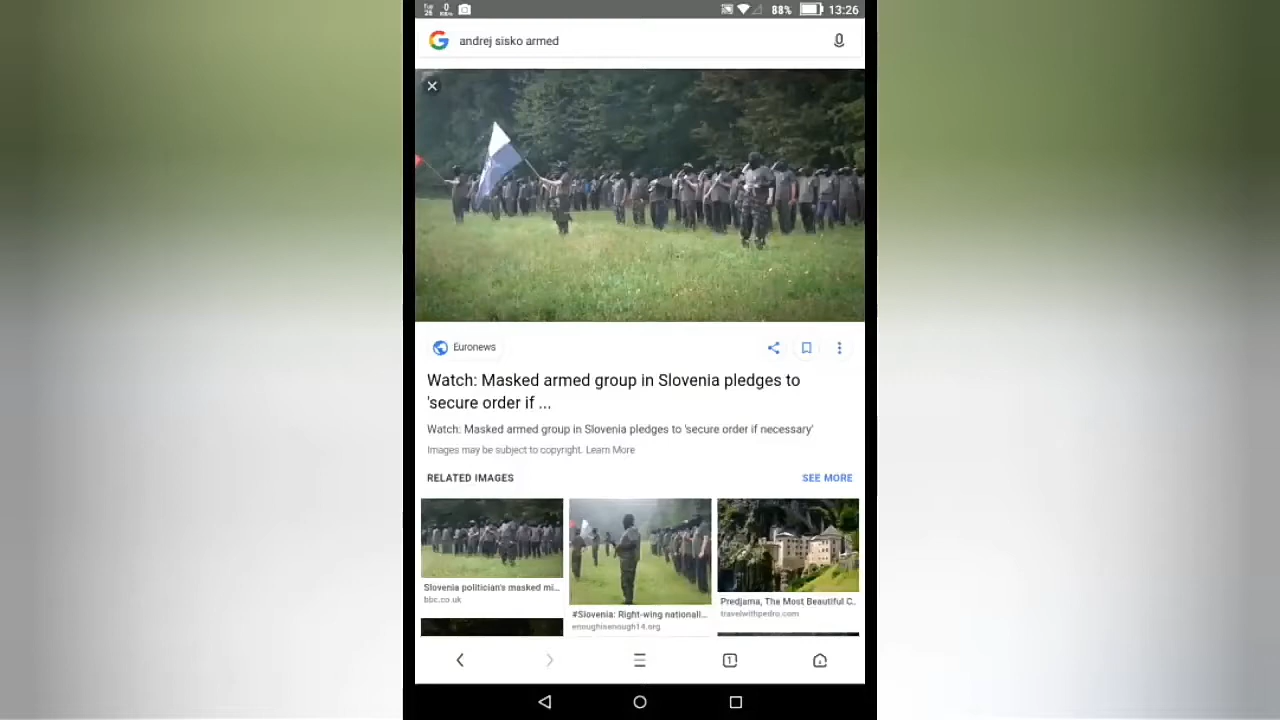 88% 13:26
andrej sisko armed
Euronews
Watch: Masked armed group in Slovenia pledges to
'secure order if ...
Watch: Masked armed group in Slovenia pledges to 'secure order if necessary'
Images may be subject to copyright. Learn More
RELATED IMAGES SEE MORE
Slovenia politician's masked mi...
bbc.co.uk
#Slovenia: Right-wing nationali...
enoughisenough14.org
Predjama, The Most Beautiful C..
travelwithpedro.com
1